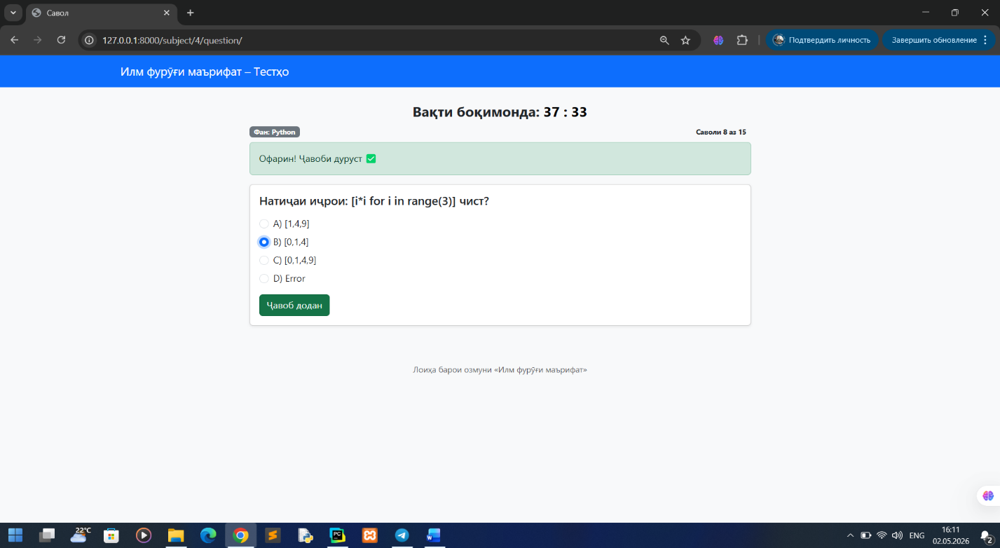 Савол
127.0.0.1:8000/subject/4/question/
Подтвердить личность
Завершить обновление
Илм фурӯғи маърифат – Тестҳо
Вақти боқимонда: 37 : 33
Фан: Python
Саволи 8 аз 15
Офарин! Ҷавоби дуруст ✅
Натиҷаи иҷрои: [i*i for i in range(3)] чист?
A) [1,4,9]
B) [0,1,4]
C) [0,1,4,9]
D) Error
Ҷавоб додан
Лоиҳа барои озмуни «Илм фурӯғи маърифат»
22°C
PC
W
ENG
16:11
02.05.2026
2